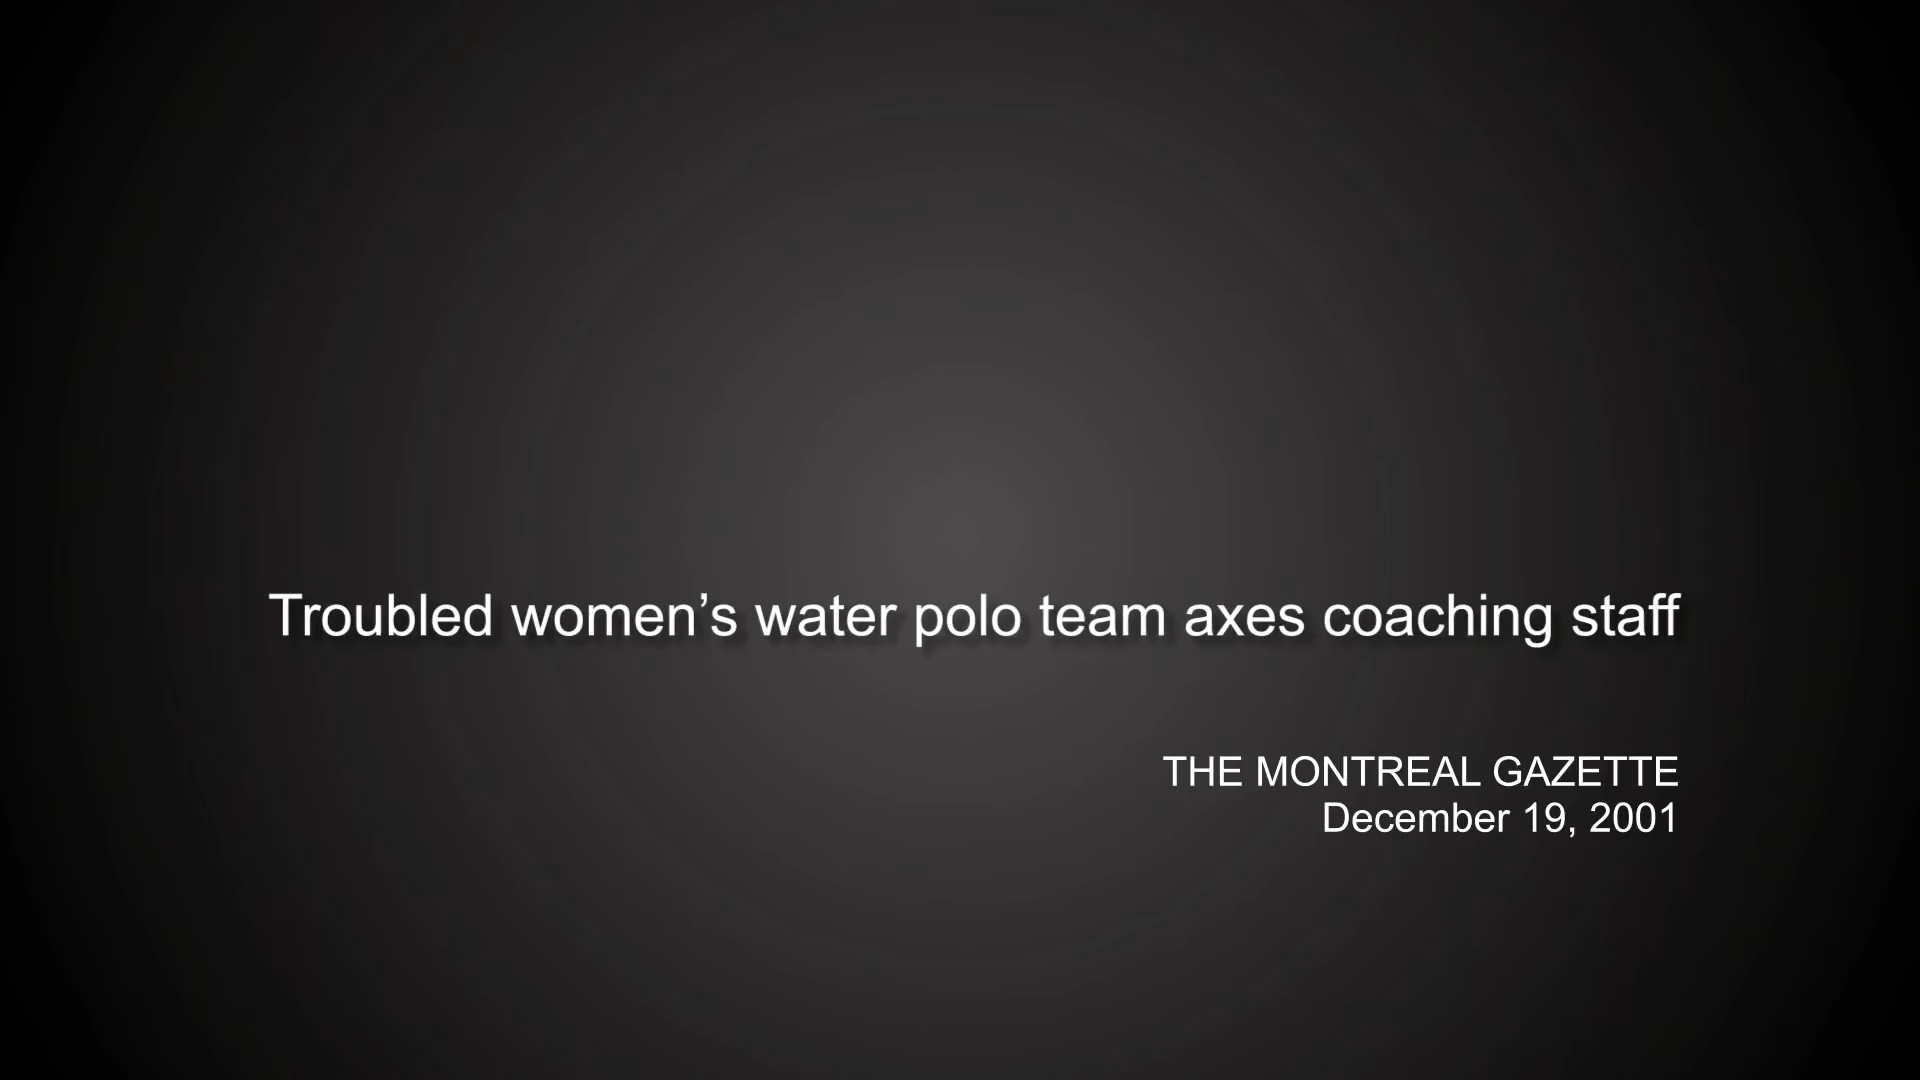 Troubled women’s water polo team axes coaching staff
THE MONTREAL GAZETTE
December 19, 2001